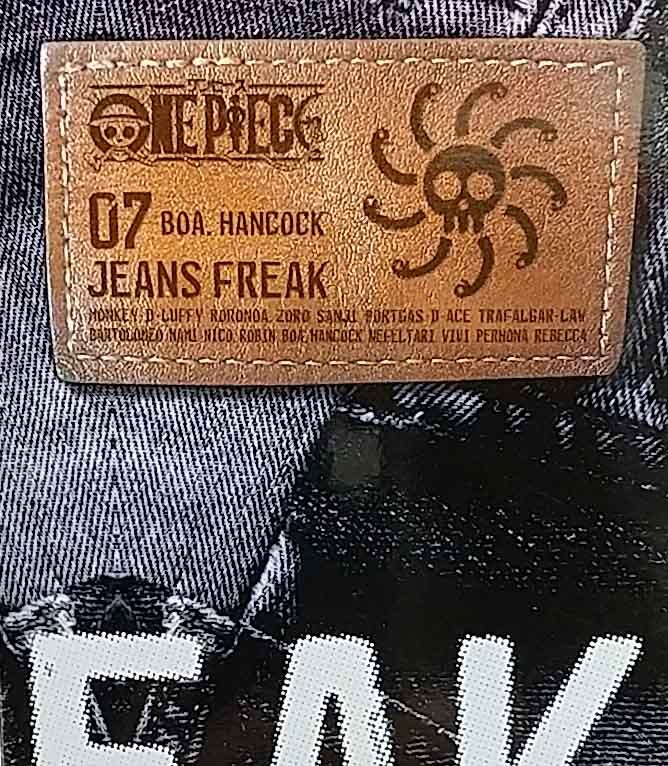 ONE PIECE
07 BOA. HANCOCK
JEANS FREAK
MONKEY. D. LUFFY RORONOA. ZORO SANJI PORTGAS. D. ACE TRAFALGAR. LAW
BARTOLOMEO NAMI NICO. ROBIN BOA. HANCOCK NEFELTARI VIVI PERHONA REBECCA
EAK